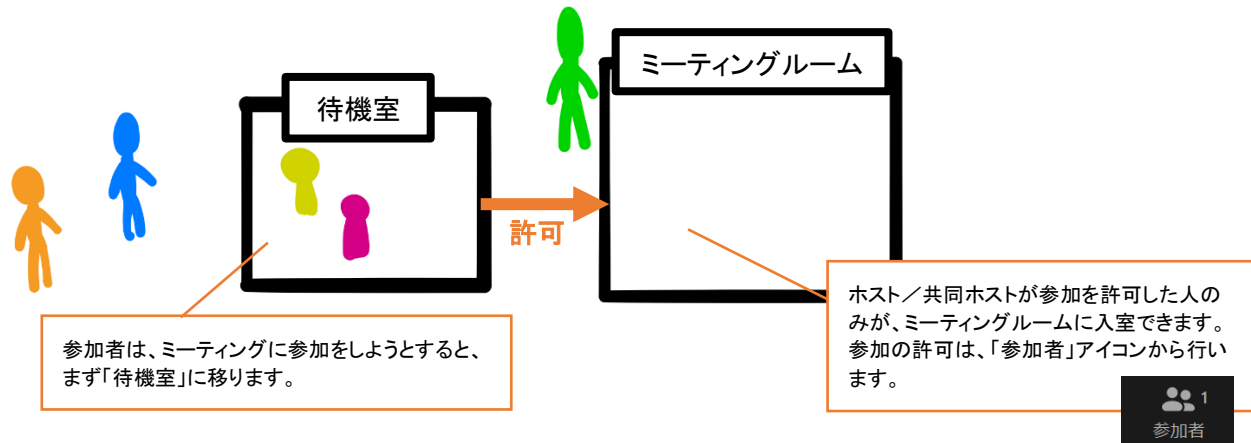 ミーティングルーム
待機室
許可
参加者は、ミーティングに参加をしようとすると、
まず「待機室」に移ります。
ホスト／共同ホストが参加を許可した人の
みが、ミーティングルームに入室できます。
参加の許可は、「参加者」アイコンから行い
ます。
1
参加者